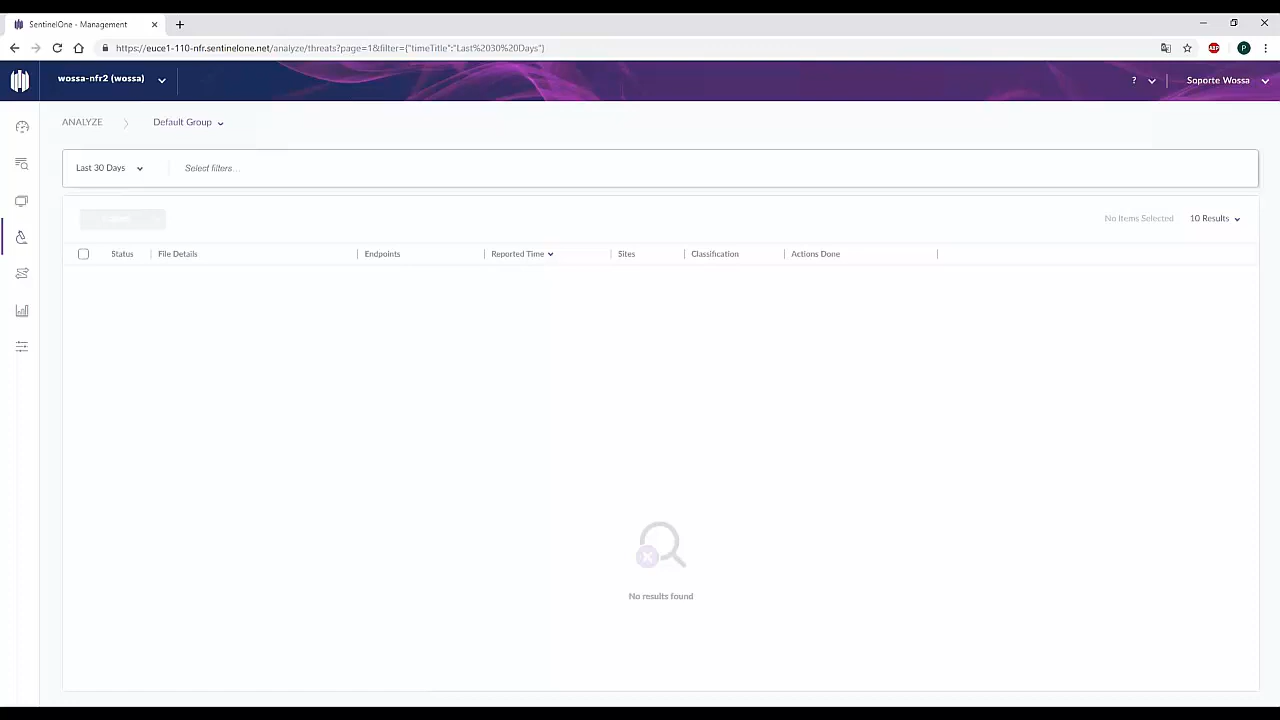 SentinelOne - Management
https://euce1-110-nfr.sentinelone.net/analyze/threats?page=1&filter={"timeTitle":"Last%2030%20Days"}
ABP
P
wossa-nfr2 (wossa)
? Soporte Wossa
ANALYZE Default Group
Last 30 Days Select filters...
No Items Selected 10 Results
Status File Details Endpoints Reported Time Sites Classification Actions Done
No results found